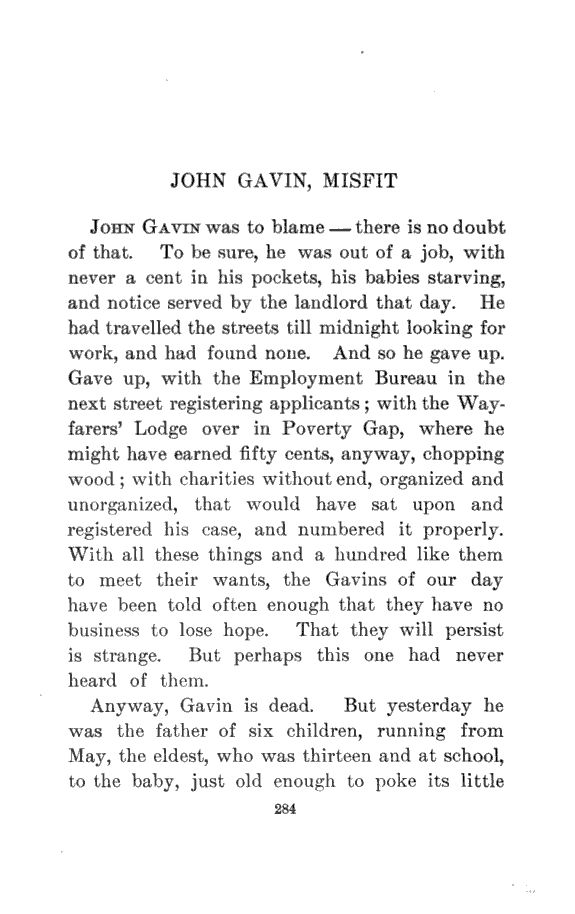 JOHN GAVIN, MISFIT
JOHN GAVIN was to blame — there is no doubt
of that. To be sure, he was out of a job, with
never a cent in his pockets, his babies starving,
and notice served by the landlord that day. He
had travelled the streets till midnight looking for
work, and had found none. And so he gave up.
Gave up, with the Employment Bureau in the
next street registering applicants; with the Way-
farers' Lodge over in Poverty Gap, where he
might have earned fifty cents, anyway, chopping
wood; with charities without end, organized and
unorganized, that would have sat upon and
registered his case, and numbered it properly.
With all these things and a hundred like them
to meet their wants, the Gavins of our day
have been told often enough that they have no
business to lose hope. That they will persist
is strange. But perhaps this one had never
heard of them.
Anyway, Gavin is dead. But yesterday he
was the father of six children, running from
May, the eldest, who was thirteen and at school,
to the baby, just old enough to poke its little
284